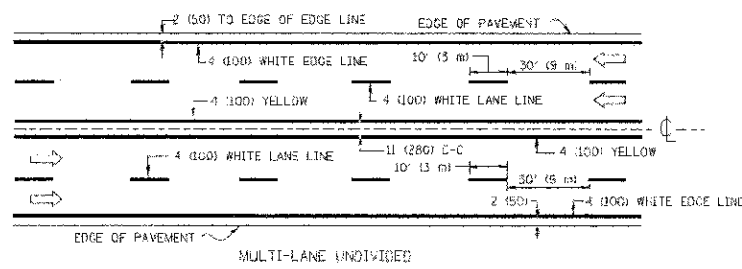 2 (50) TO EDGE OF EDGE LINE
EDGE OF PAVEMENT
4 (100) WHITE EDGE LINE
10' (3 m)
30' (9 m)
4 (100) YELLOW
4 (100) WHITE LANE LINE
℄
4 (100) WHITE LANE LINE
11 (280) C-C
4 (100) YELLOW
10' (3 m)
30' (9 m)
2 (50)
4 (100) WHITE EDGE LINE
EDGE OF PAVEMENT
MULTI-LANE UNDIVIDED